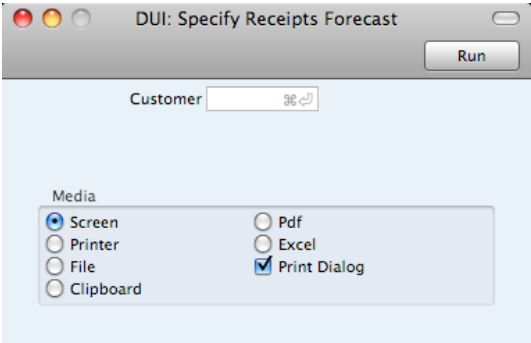 DUI: Specify Receipts Forecast
Run
Customer ⌘⏎
Media
Screen
Pdf
Printer
Excel
File
Print Dialog
Clipboard